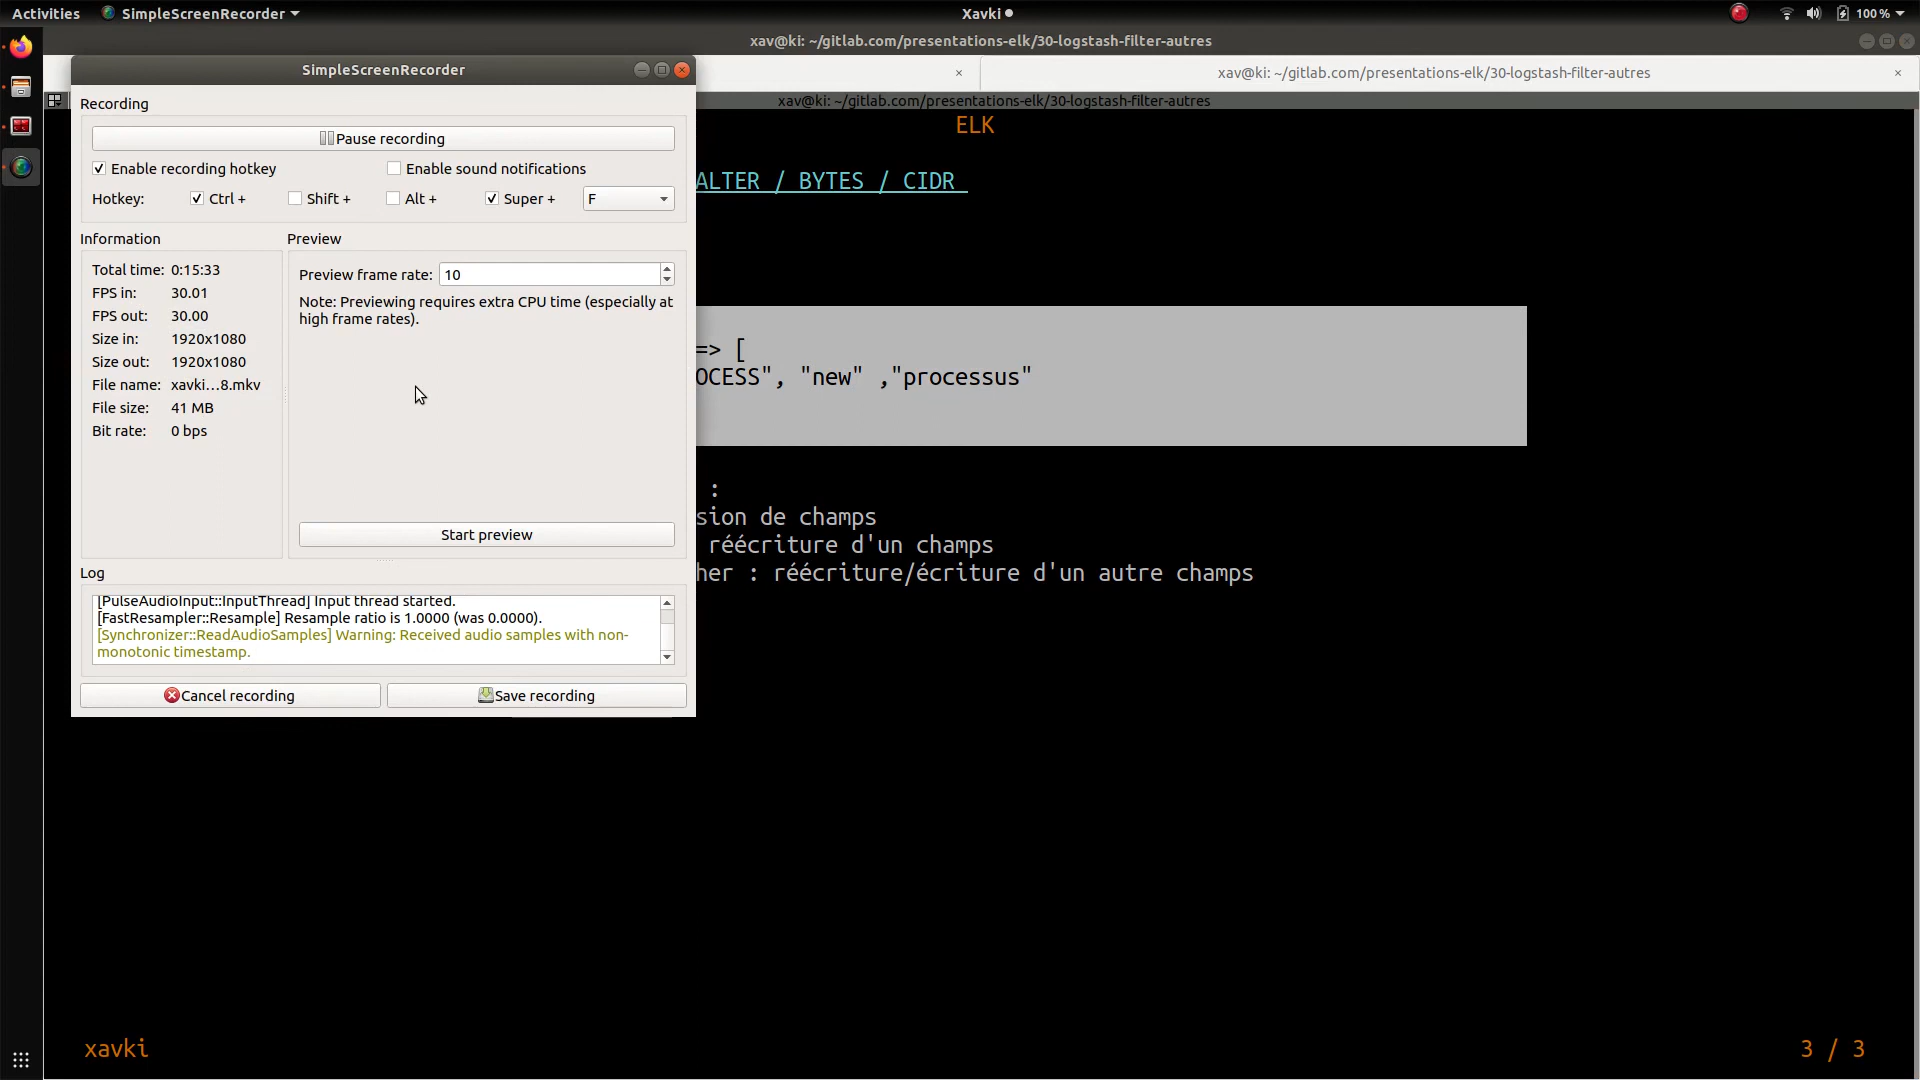 Activities
SimpleScreenRecorder
Xavki
100 %
xav@ki: ~/gitlab.com/presentations-elk/30-logstash-filter-autres
SimpleScreenRecorder
×
xav@ki: ~/gitlab.com/presentations-elk/30-logstash-filter-autres
×
xav@ki: ~/gitlab.com/presentations-elk/30-logstash-filter-autres
Recording
Pause recording
Enable recording hotkey
Enable sound notifications
Hotkey:
Ctrl +
Shift +
Alt +
Super +
F
Information
Total time: 0:15:33
FPS in: 30.01
FPS out: 30.00
Size in: 1920x1080
Size out: 1920x1080
File name: xavki...8.mkv
File size: 41 MB
Bit rate: 0 bps
Preview
Preview frame rate: 10
Note: Previewing requires extra CPU time (especially at
high frame rates).
Start preview
Log
[PulseAudioInput::InputThread] Input thread started.
[FastResampler::Resample] Resample ratio is 1.0000 (was 0.0000).
[Synchronizer::ReadAudioSamples] Warning: Received audio samples with non-
monotonic timestamp.
Cancel recording
Save recording
ELK
ALTER / BYTES / CIDR
=> [
OCESS", "new" ,"processus"
:
sion de champs
réécriture d'un champs
her : réécriture/écriture d'un autre champs
xavki
3 / 3